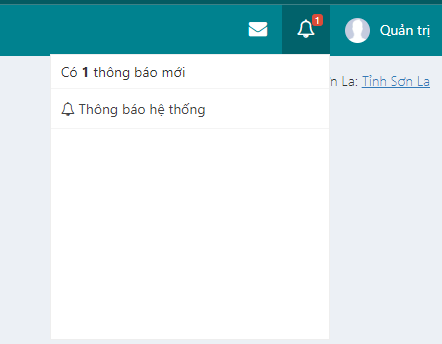 1
Quản trị
Có 1 thông báo mới
n La: Tỉnh Sơn La
Thông báo hệ thống